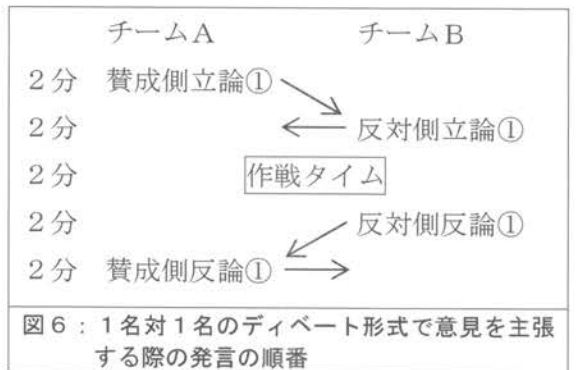 チームA チームB
2分 賛成側立論①
2分 反対側立論①
2分 作戦タイム
2分 反対側反論①
2分 賛成側反論①
図6：1名対1名のディベート形式で意見を主張
する際の発言の順番